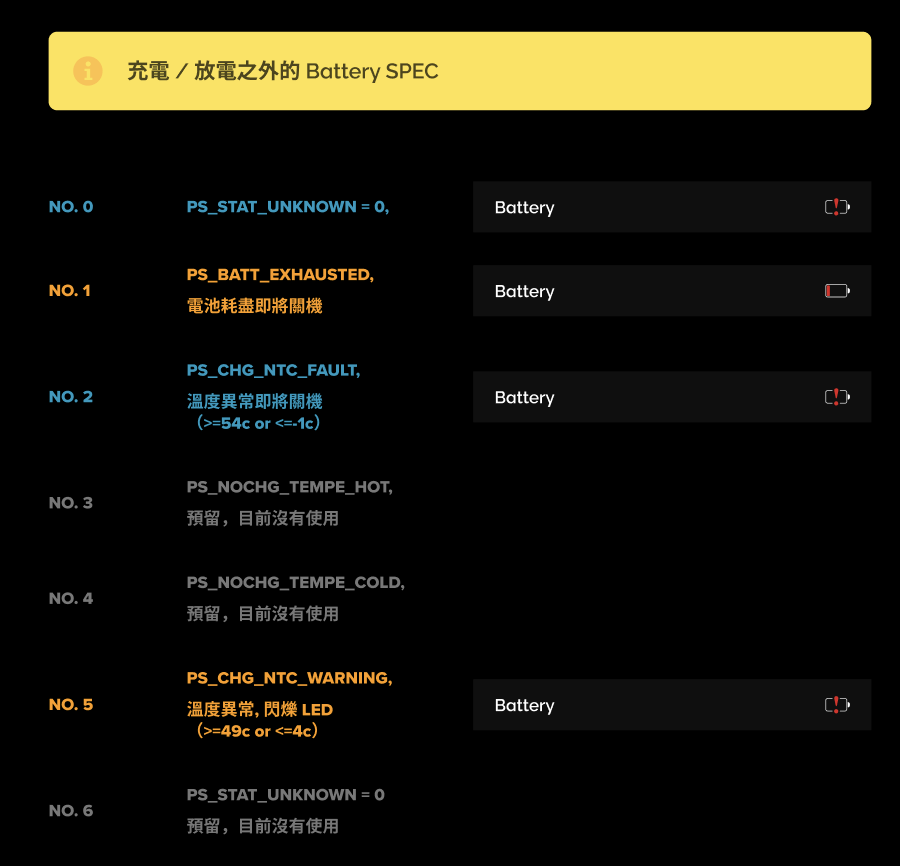 充電 / 放電之外的 Battery SPEC
NO. 0
PS_STAT_UNKNOWN = 0,
Battery
NO. 1
PS_BATT_EXHAUSTED,
電池耗盡即將關機
Battery
NO. 2
PS_CHG_NTC_FAULT,
溫度異常即將關機
（>=54c or <=-1c）
Battery
NO. 3
PS_NOCHG_TEMPE_HOT,
預留，目前沒有使用
NO. 4
PS_NOCHG_TEMPE_COLD,
預留，目前沒有使用
NO. 5
PS_CHG_NTC_WARNING,
溫度異常, 閃爍 LED
（>=49c or <=4c）
Battery
NO. 6
PS_STAT_UNKNOWN = 0
預留，目前沒有使用